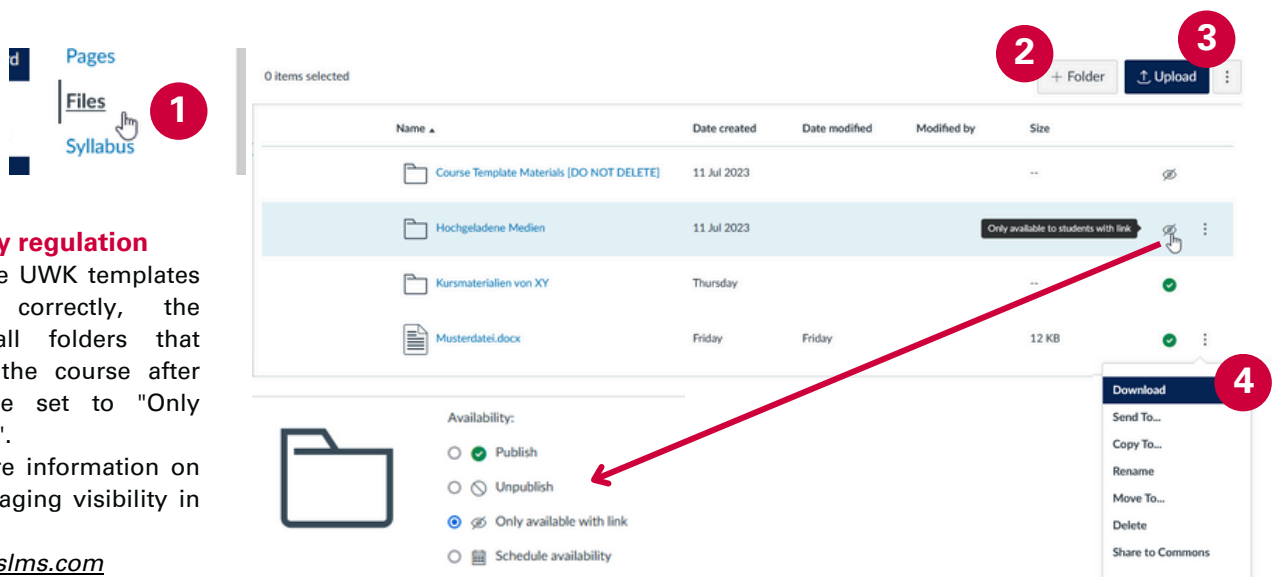 d
Pages
Files
1
Syllabus
2
3
0 items selected
+ Folder
Upload
Name
Date created
Date modified
Modified by
Size
Course Template Materials [DO NOT DELETE]
11 Jul 2023
--
Hochgeladene Medien
11 Jul 2023
Only available to students with link
Kursmaterialien von XY
Thursday
--
Musterdatei.docx
Friday
Friday
12 KB
4
Download
Send To...
Copy To...
Rename
Move To...
Delete
Share to Commons
Availability:
Publish
Unpublish
Only available with link
Schedule availability
y regulation
e UWK templates
correctly, the
all folders that
the course after
e set to "Only
".
re information on
aging visibility in
slms.com